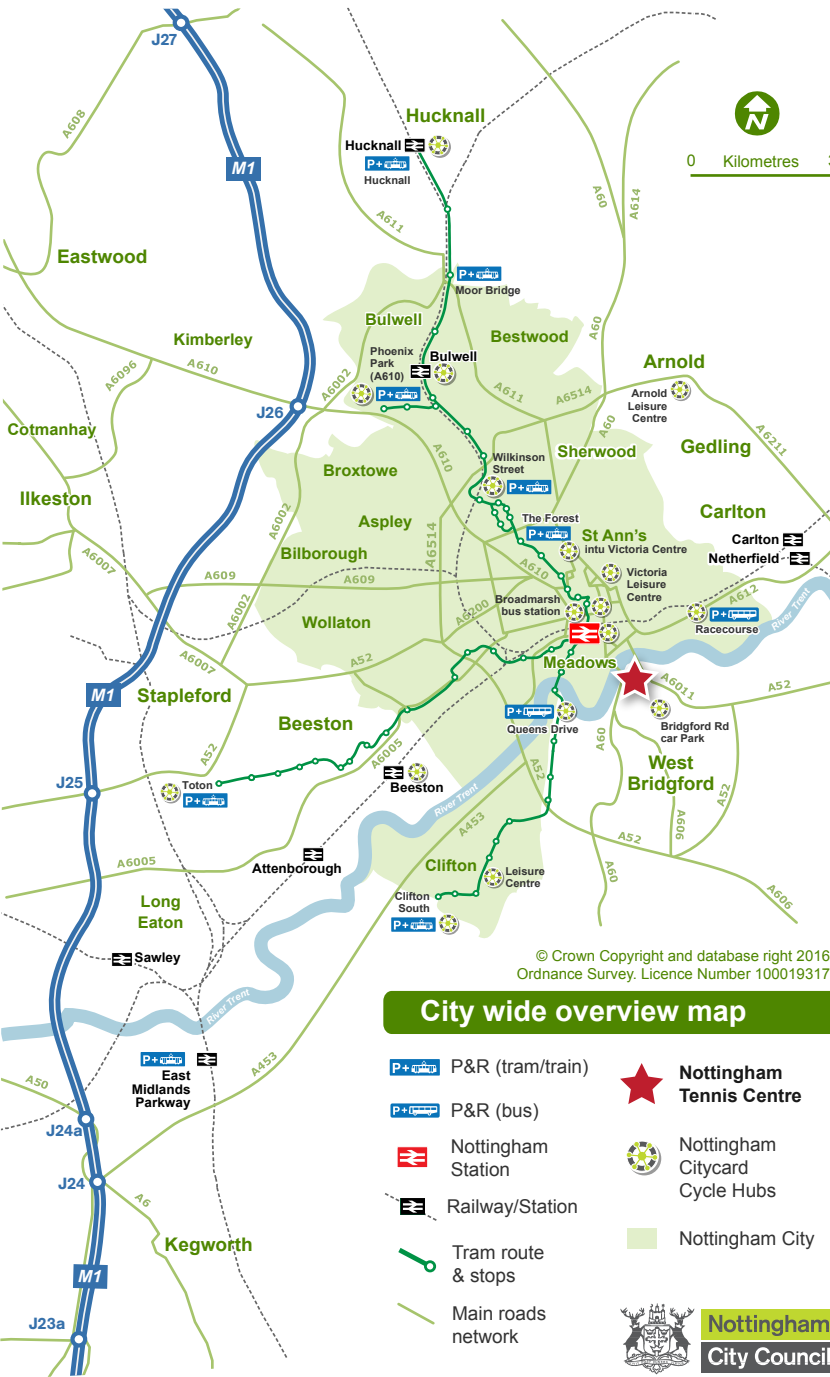 J27
Hucknall
N
A608
Hucknall
P+
Hucknall
0 Kilometres
M1
A60
A614
A611
Eastwood
P+
Moor Bridge
Bulwell
Bestwood
A60
Kimberley
Phoenix
Park
(A610)
Bulwell
Arnold
A6096
A610
A6002
P+
A611
A6514
Arnold
Leisure
Centre
J26
A60
A6211
Cotmanhay
A610
Sherwood
Gedling
Wilkinson
Street
P+
Broxtowe
Ilkeston
A6002
Aspley
The Forest
P+
Carlton
A6514
St Ann's
Carlton
Bilborough
intu Victoria Centre
Netherfield
A6007
A609
A609
A610
Victoria
Leisure
Centre
A612
River Trent
A6002
Broadmarsh
bus station
P+
Racecourse
Wollaton
A6200
A6007
A52
Meadows
M1
Stapleford
A6011
A52
Beeston
P+
Queens Drive
Bridgford Rd
car Park
A52
A6005
A60
West
Bridgford
J25
Toton
P+
Beeston
A52
A52
River Trent
A453
A606
A52
A6005
Attenborough
Clifton
Leisure
Centre
A60
A606
Long
Eaton
Clifton
South
P+
Sawley
© Crown Copyright and database right 2016
Ordnance Survey. Licence Number 100019317
River Trent
City wide overview map
P+
East
Midlands
Parkway
A453
A50
J24a
J24
A6
Kegworth
M1
J23a
P+ P&R (tram/train)
P+ P&R (bus)
Nottingham
Station
Railway/Station
Tram route
& stops
Main roads
network
Nottingham
Tennis Centre
Nottingham
Citycard
Cycle Hubs
Nottingham City
Nottingham
City Council